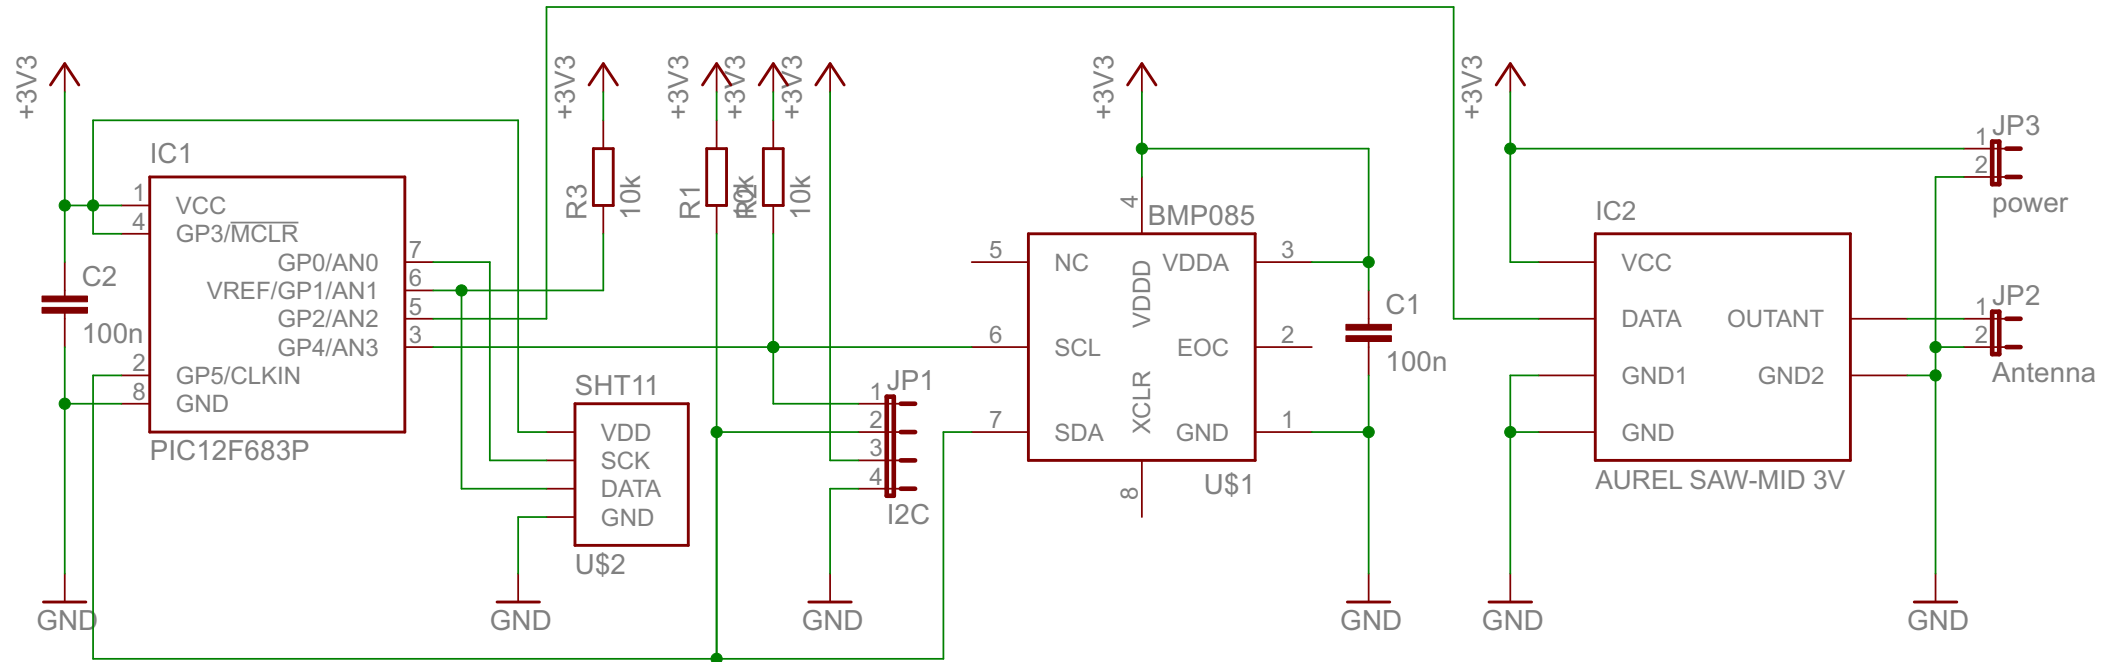 +3V3
+3V3
+3V3
+3V3
+3V3
+3V3
+3V3
IC1
1
VCC
4
GP3/MCLR
GP0/AN0
7
VREF/GP1/AN1
6
GP2/AN2
5
GP4/AN3
3
2
GP5/CLKIN
8
GND
PIC12F683P
C2
100n
GND
R3
10k
R1
10k
R2
10k
SHT11
VDD
SCK
DATA
GND
U$2
GND
JP1
1
2
3
4
I2C
GND
BMP085
4
5
NC
VDDA
3
VDDD
6
SCL
EOC
2
XCLR
7
SDA
GND
1
8
U$1
C1
100n
GND
IC2
VCC
DATA
OUTANT
GND1
GND2
GND
AUREL SAW-MID 3V
GND
JP3
1
2
power
JP2
1
2
Antenna
GND